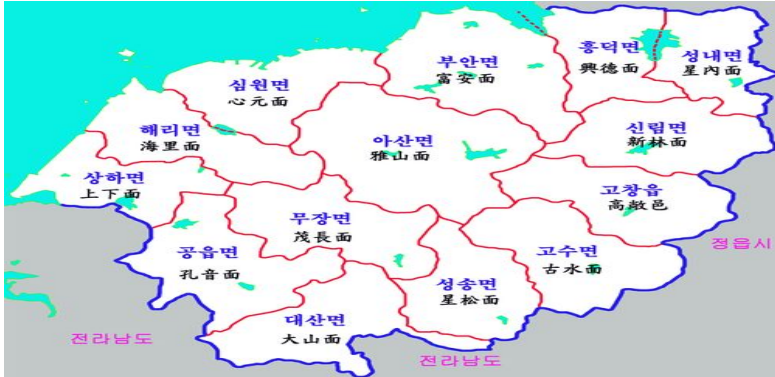 흥덕면
興德面
성내면
星內面
부안면
富安面
심원면
心元面
해리면
海里面
아산면
雅山面
신림면
新林面
상하면
上下面
고창읍
高敞邑
무장면
茂長面
공읍면
孔音面
고수면
古水面
정읍시
성송면
星松面
대산면
大山面
전라남도
전라남도